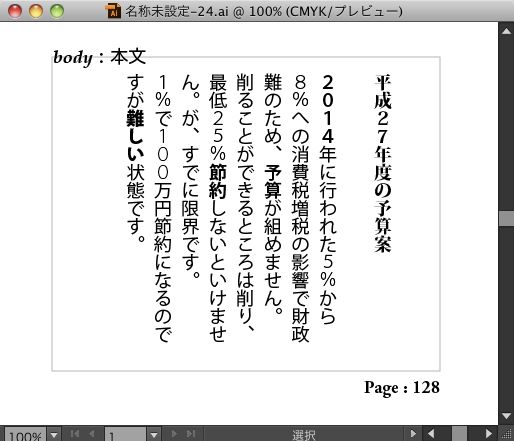 名称未設定-24.ai @ 100% (CMYK/プレビュー)
body：本文
平成２７年度の予算案
２０１４年に行われた５％から
８％への消費税増税の影響で財政
難のため、予算が組めません。
削ることができるところは削り、
最低２５％節約しないといけませ
ん。が、すでに限界です。
１％で１００万円節約になるので
すが難しい状態です。
Page : 128
100%
1
選択